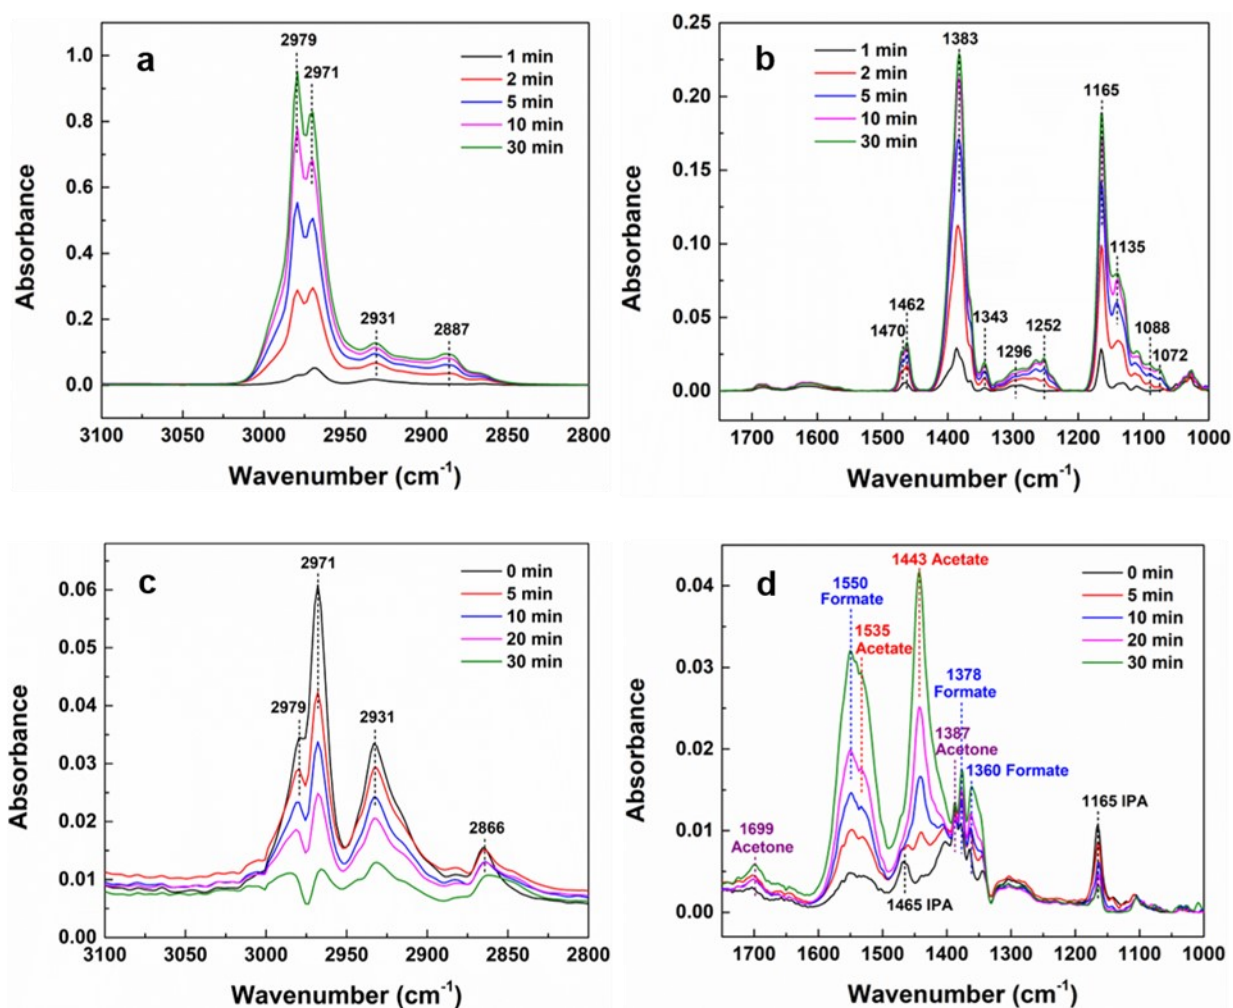 a
2979
2971
2931
2887
1 min
2 min
5 min
10 min
30 min
1.0
0.8
0.6
0.4
0.2
0.0
Absorbance
3100 3050 3000 2950 2900 2850 2800
Wavenumber (cm-1)
b
1 min
2 min
5 min
10 min
30 min
1383
1165
1135
1470
1462
1343
1296
1252
1088
1072
0.25
0.20
0.15
0.10
0.05
0.00
Absorbance
1700 1600 1500 1400 1300 1200 1100 1000
Wavenumber (cm-1)
c
2971
2979
2931
2866
0 min
5 min
10 min
20 min
30 min
0.06
0.05
0.04
0.03
0.02
0.01
0.00
Absorbance
3100 3050 3000 2950 2900 2850 2800
Wavenumber (cm-1)
d
1443 Acetate
1550
Formate
1535
Acetate
1378
Formate
1387
Acetone
1360 Formate
1165 IPA
1699
Acetone
1465 IPA
0 min
5 min
10 min
20 min
30 min
0.04
0.03
0.02
0.01
0.00
Absorbance
1700 1600 1500 1400 1300 1200 1100 1000
Wavenumber (cm-1)